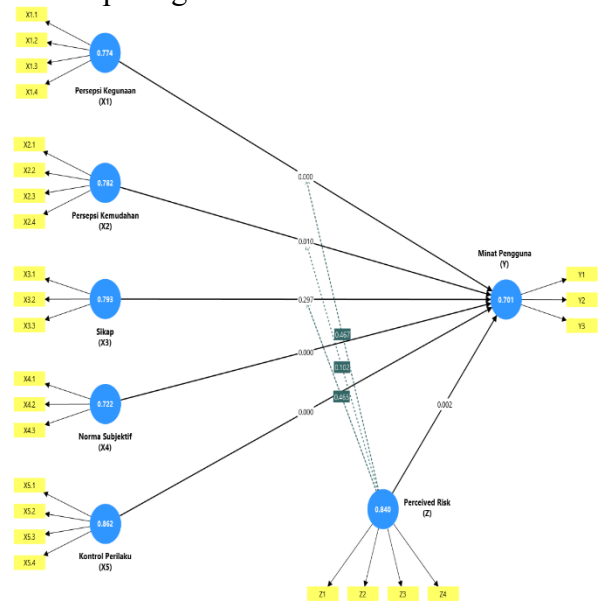 X1.1
X1.2
X1.3
X1.4
0.774
Persepsi Kegunaan
(X1)
X2.1
X2.2
X2.3
X2.4
0.782
Persepsi Kemudahan
(X2)
X3.1
X3.2
X3.3
0.793
Sikap
(X3)
X4.1
X4.2
X4.3
0.722
Norma Subjektif
(X4)
X5.1
X5.2
X5.3
X5.4
0.862
Kontrol Perilaku
(X5)
0.000
0.010
0.297
0.000
0.000
0.467
0.102
0.465
0.002
Minat Pengguna
(Y)
0.701
Y1
Y2
Y3
0.840
Perceived Risk
(Z)
Z1
Z2
Z3
Z4